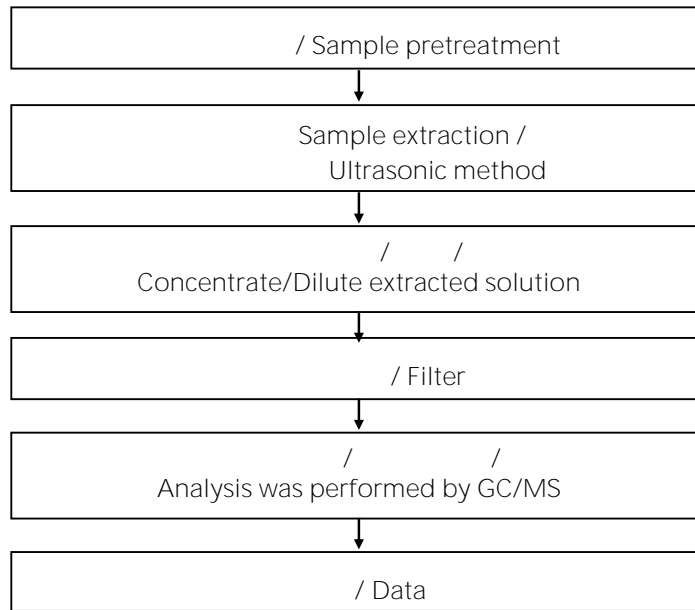 / Sample pretreatment
Sample extraction /
Ultrasonic method
/ /
Concentrate/Dilute extracted solution
/ Filter
/ /
Analysis was performed by GC/MS
/ Data